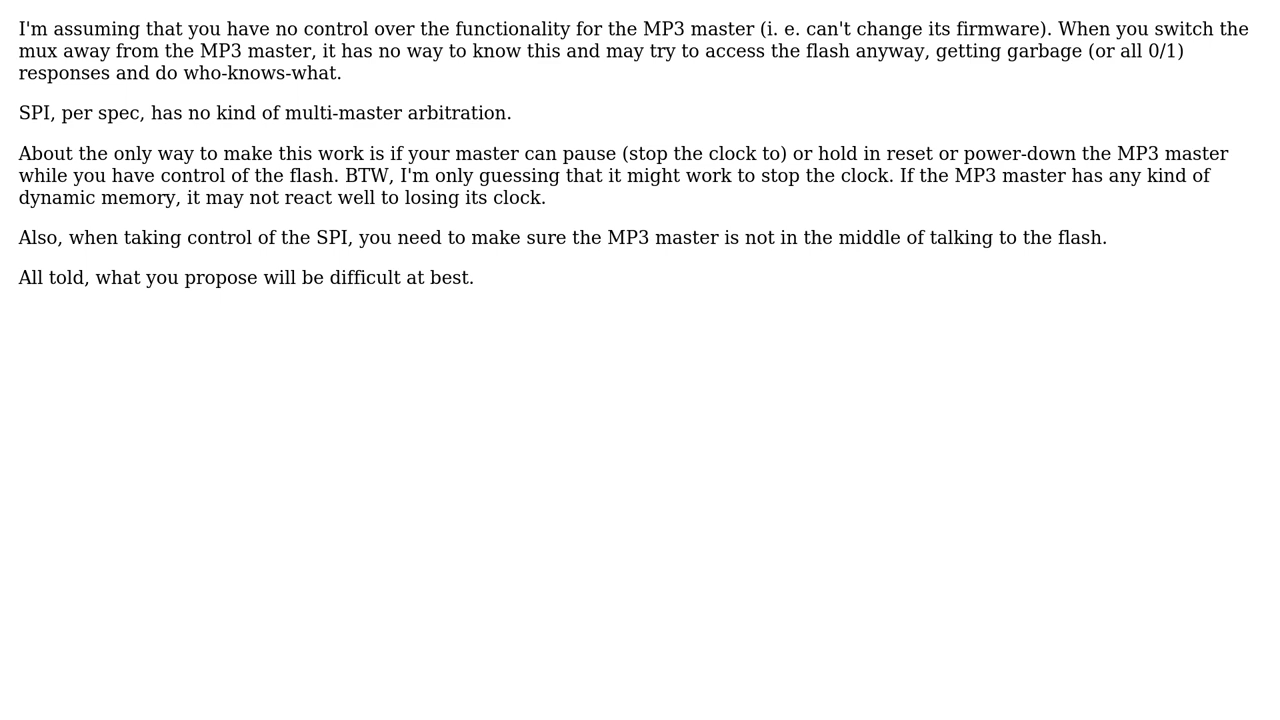 I'm assuming that you have no control over the functionality for the MP3 master (i. e. can't change its firmware). When you switch the
mux away from the MP3 master, it has no way to know this and may try to access the flash anyway, getting garbage (or all 0/1)
responses and do who-knows-what.
SPI, per spec, has no kind of multi-master arbitration.
About the only way to make this work is if your master can pause (stop the clock to) or hold in reset or power-down the MP3 master
while you have control of the flash. BTW, I'm only guessing that it might work to stop the clock. If the MP3 master has any kind of
dynamic memory, it may not react well to losing its clock.
Also, when taking control of the SPI, you need to make sure the MP3 master is not in the middle of talking to the flash.
All told, what you propose will be difficult at best.